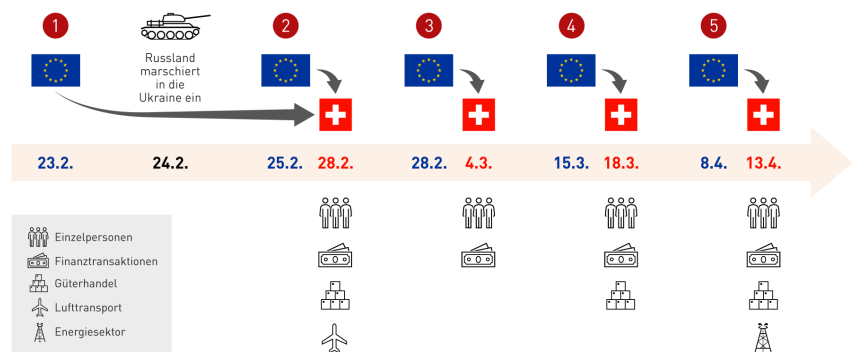 1
2
3
4
5
Russland
marschiert
in die
Ukraine ein
23.2.
24.2.
25.2. 28.2.
28.2. 4.3.
15.3. 18.3.
8.4. 13.4.
Einzelpersonen
Finanztransaktionen
Güterhandel
Lufttransport
Energiesektor